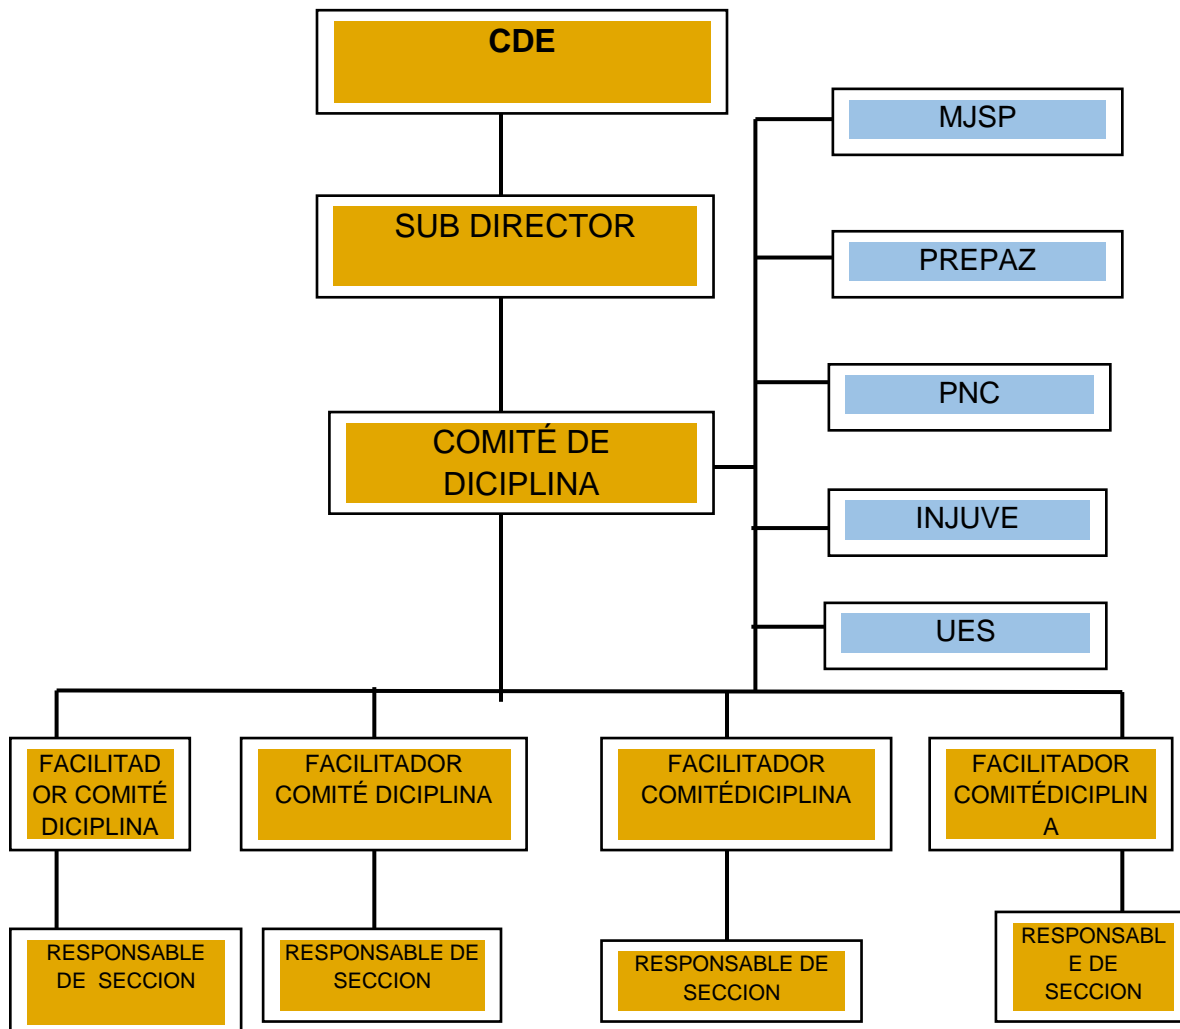 CDE
MJSP
SUB DIRECTOR
PREPAZ
PNC
COMITÉ DE
DICIPLINA
INJUVE
UES
FACILITAD
OR COMITÉ
DICIPLINA
FACILITADOR
COMITÉ DICIPLINA
FACILITADOR
COMITÉDICIPLINA
FACILITADOR
COMITÉDICIPLIN
A
RESPONSABLE
DE  SECCION
RESPONSABLE DE
SECCION
RESPONSABLE DE
SECCION
RESPONSABL
E DE
SECCION